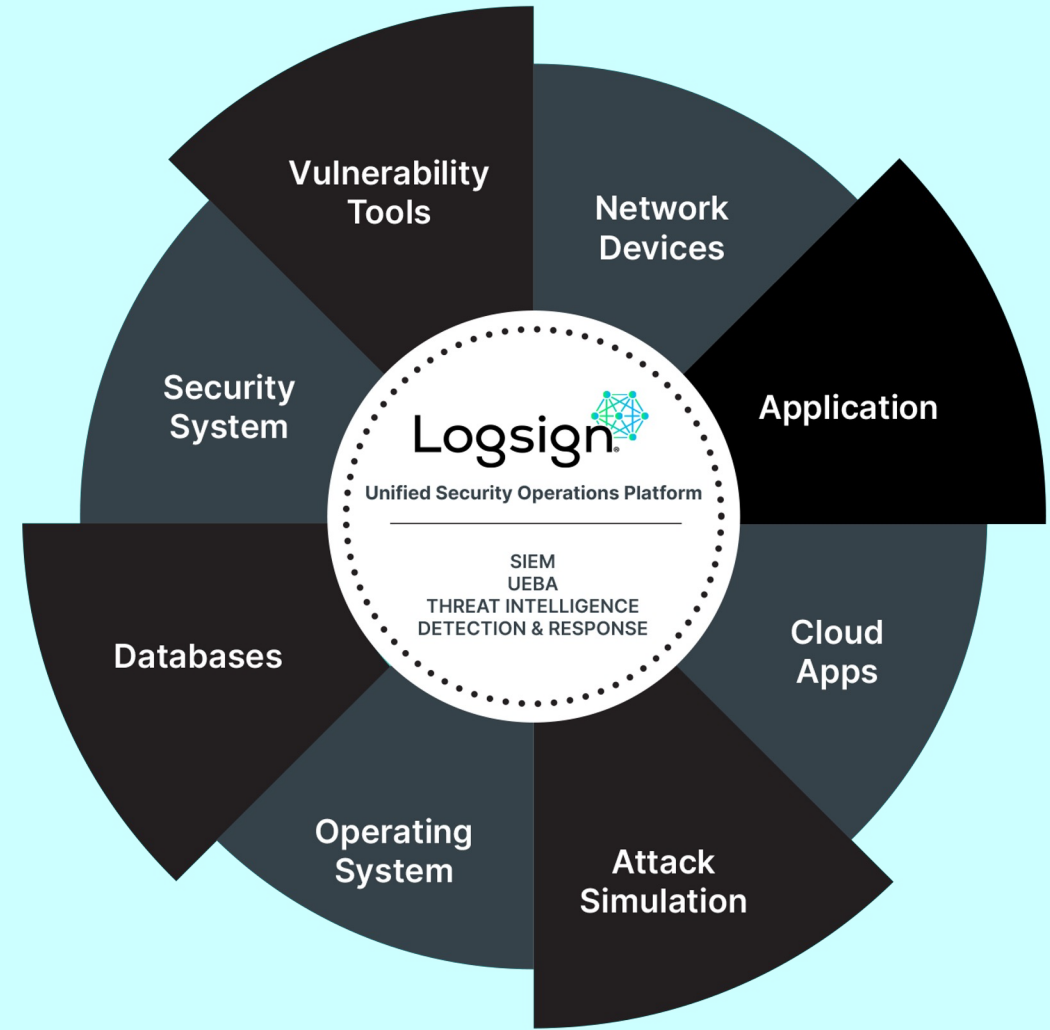 Vulnerability
Tools
Network
Devices
Application
Cloud
Apps
Attack
Simulation
Operating
System
Databases
Security
System
Logsign®
Unified Security Operations Platform
SIEM
UEBA
THREAT INTELLIGENCE
DETECTION & RESPONSE